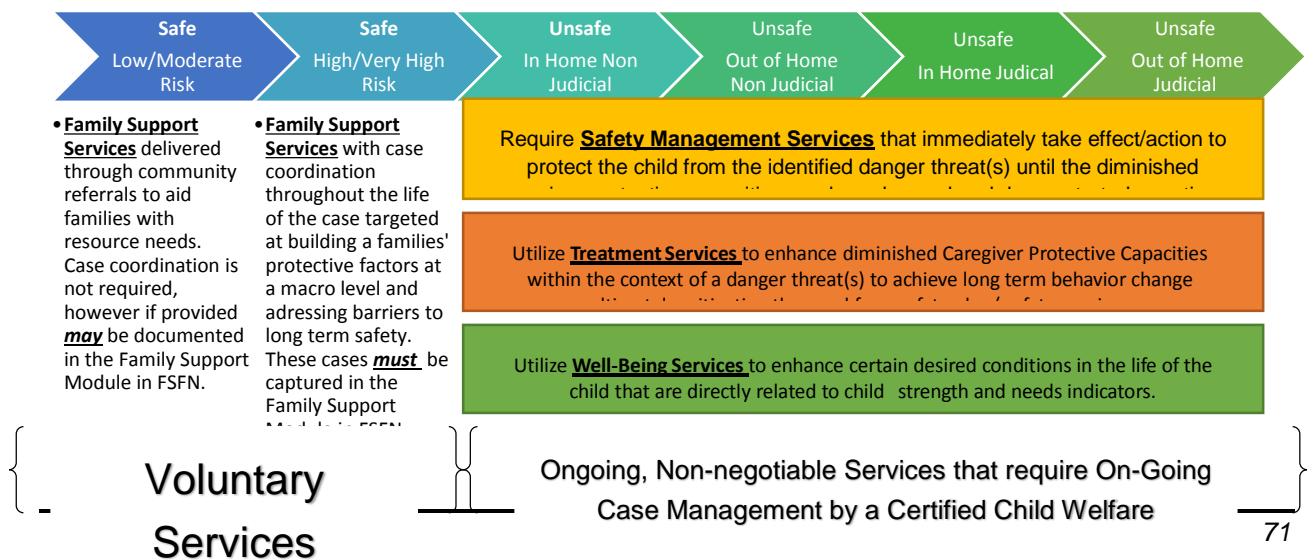 Safe
Low/Moderate
Risk
Safe
High/Very High
Risk
Unsafe
In Home Non
Judicial
Unsafe
Out of Home
Non Judicial
Unsafe
In Home Judical
Unsafe
Out of Home
Judicial
•Family Support
Services delivered
through community
referrals to aid
families with
resource needs.
Case coordination is
not required,
however if provided
may be documented
in the Family Support
Module in FSFN.
•Family Support
Services with case
coordination
throughout the life
of the case targeted
at building a families'
protective factors at
a macro level and
adressing barriers to
long term safety.
These cases must be
captured in the
Family Support
Module in FSFN
Require Safety Management Services that immediately take effect/action to
protect the child from the identified danger threat(s) until the diminished
Utilize Treatment Services to enhance diminished Caregiver Protective Capacities
within the context of a danger threat(s) to achieve long term behavior change
Utilize Well-Being Services to enhance certain desired conditions in the life of the
child that are directly related to child strength and needs indicators.
Voluntary
Services
Ongoing, Non-negotiable Services that require On-Going
Case Management by a Certified Child Welfare
71